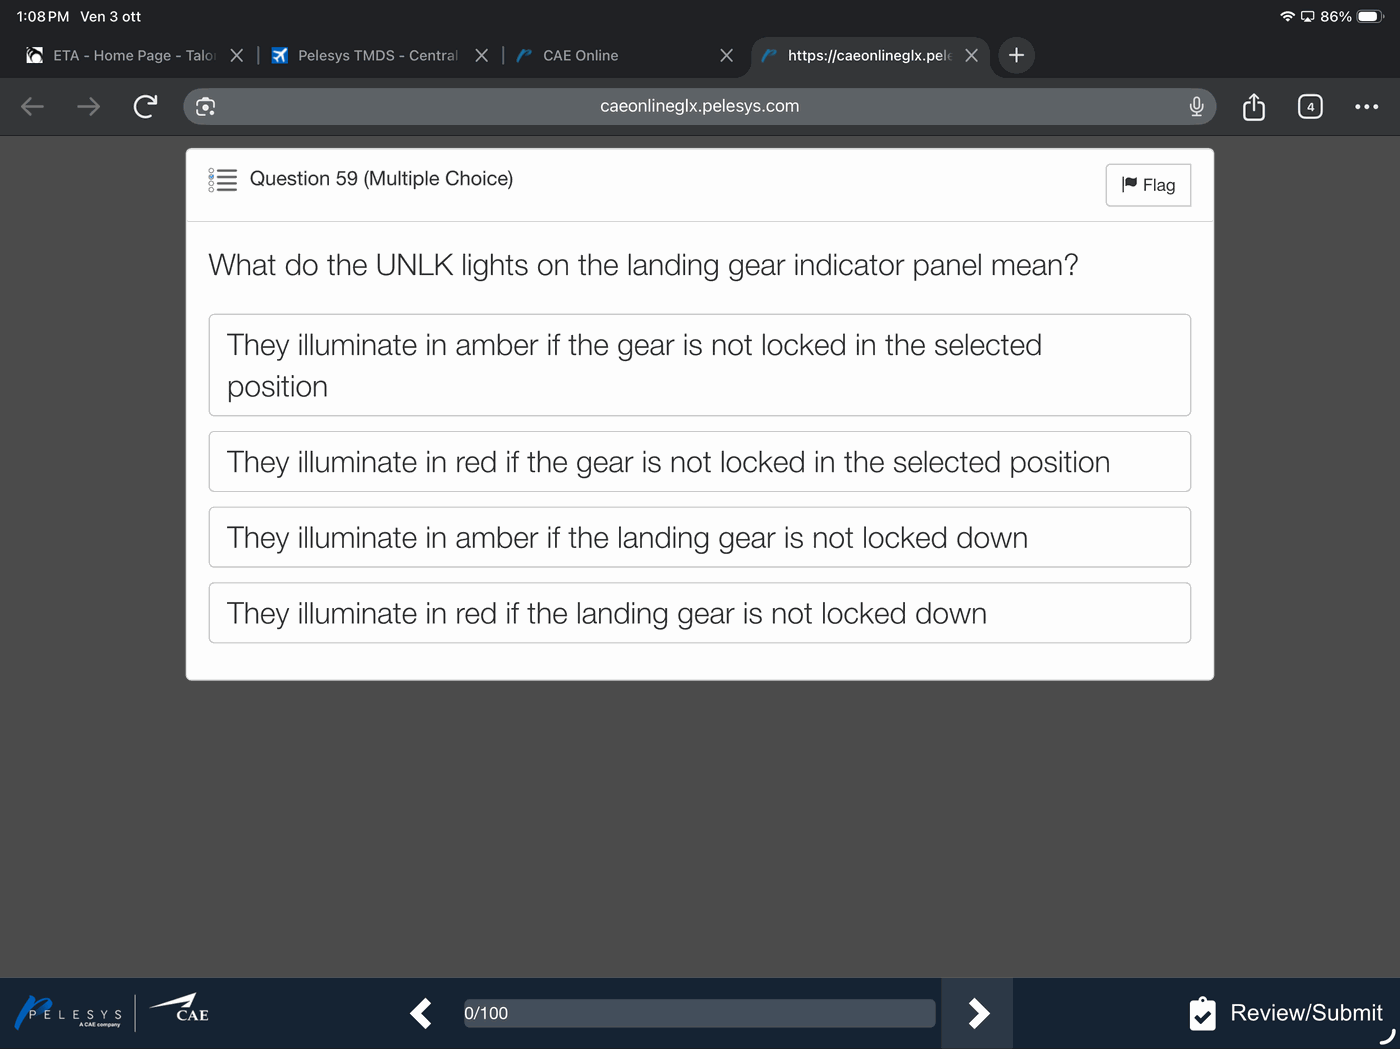 1:08 PM Ven 3 ott
86%
ETA - Home Page - Talo
Pelesys TMDS - Central
CAE Online
https://caeonlineglx.pele
caeonlineglx.pelesys.com
4
Question 59 (Multiple Choice)
Flag
What do the UNLK lights on the landing gear indicator panel mean?
They illuminate in amber if the gear is not locked in the selected
position
They illuminate in red if the gear is not locked in the selected position
They illuminate in amber if the landing gear is not locked down
They illuminate in red if the landing gear is not locked down
PELESYS
A CAE company
CAE
0/100
Review/Submit